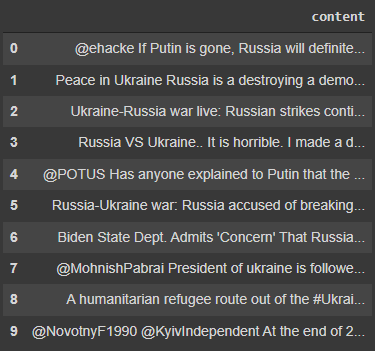 content
0 @ehacke If Putin is gone, Russia will definite...
1 Peace in Ukraine Russia is a destroying a demo...
2 Ukraine-Russia war live: Russian strikes conti...
3 Russia VS Ukraine.. It is horrible. I made a d...
4 @POTUS Has anyone explained to Putin that the ...
5 Russia-Ukraine war: Russia accused of breaking...
6 Biden State Dept. Admits 'Concern' That Russia...
7 @MohnishPabrai President of ukraine is followe...
8 A humanitarian refugee route out of the #Ukrai...
9 @NovotnyF1990 @KyivIndependent At the end of 2...